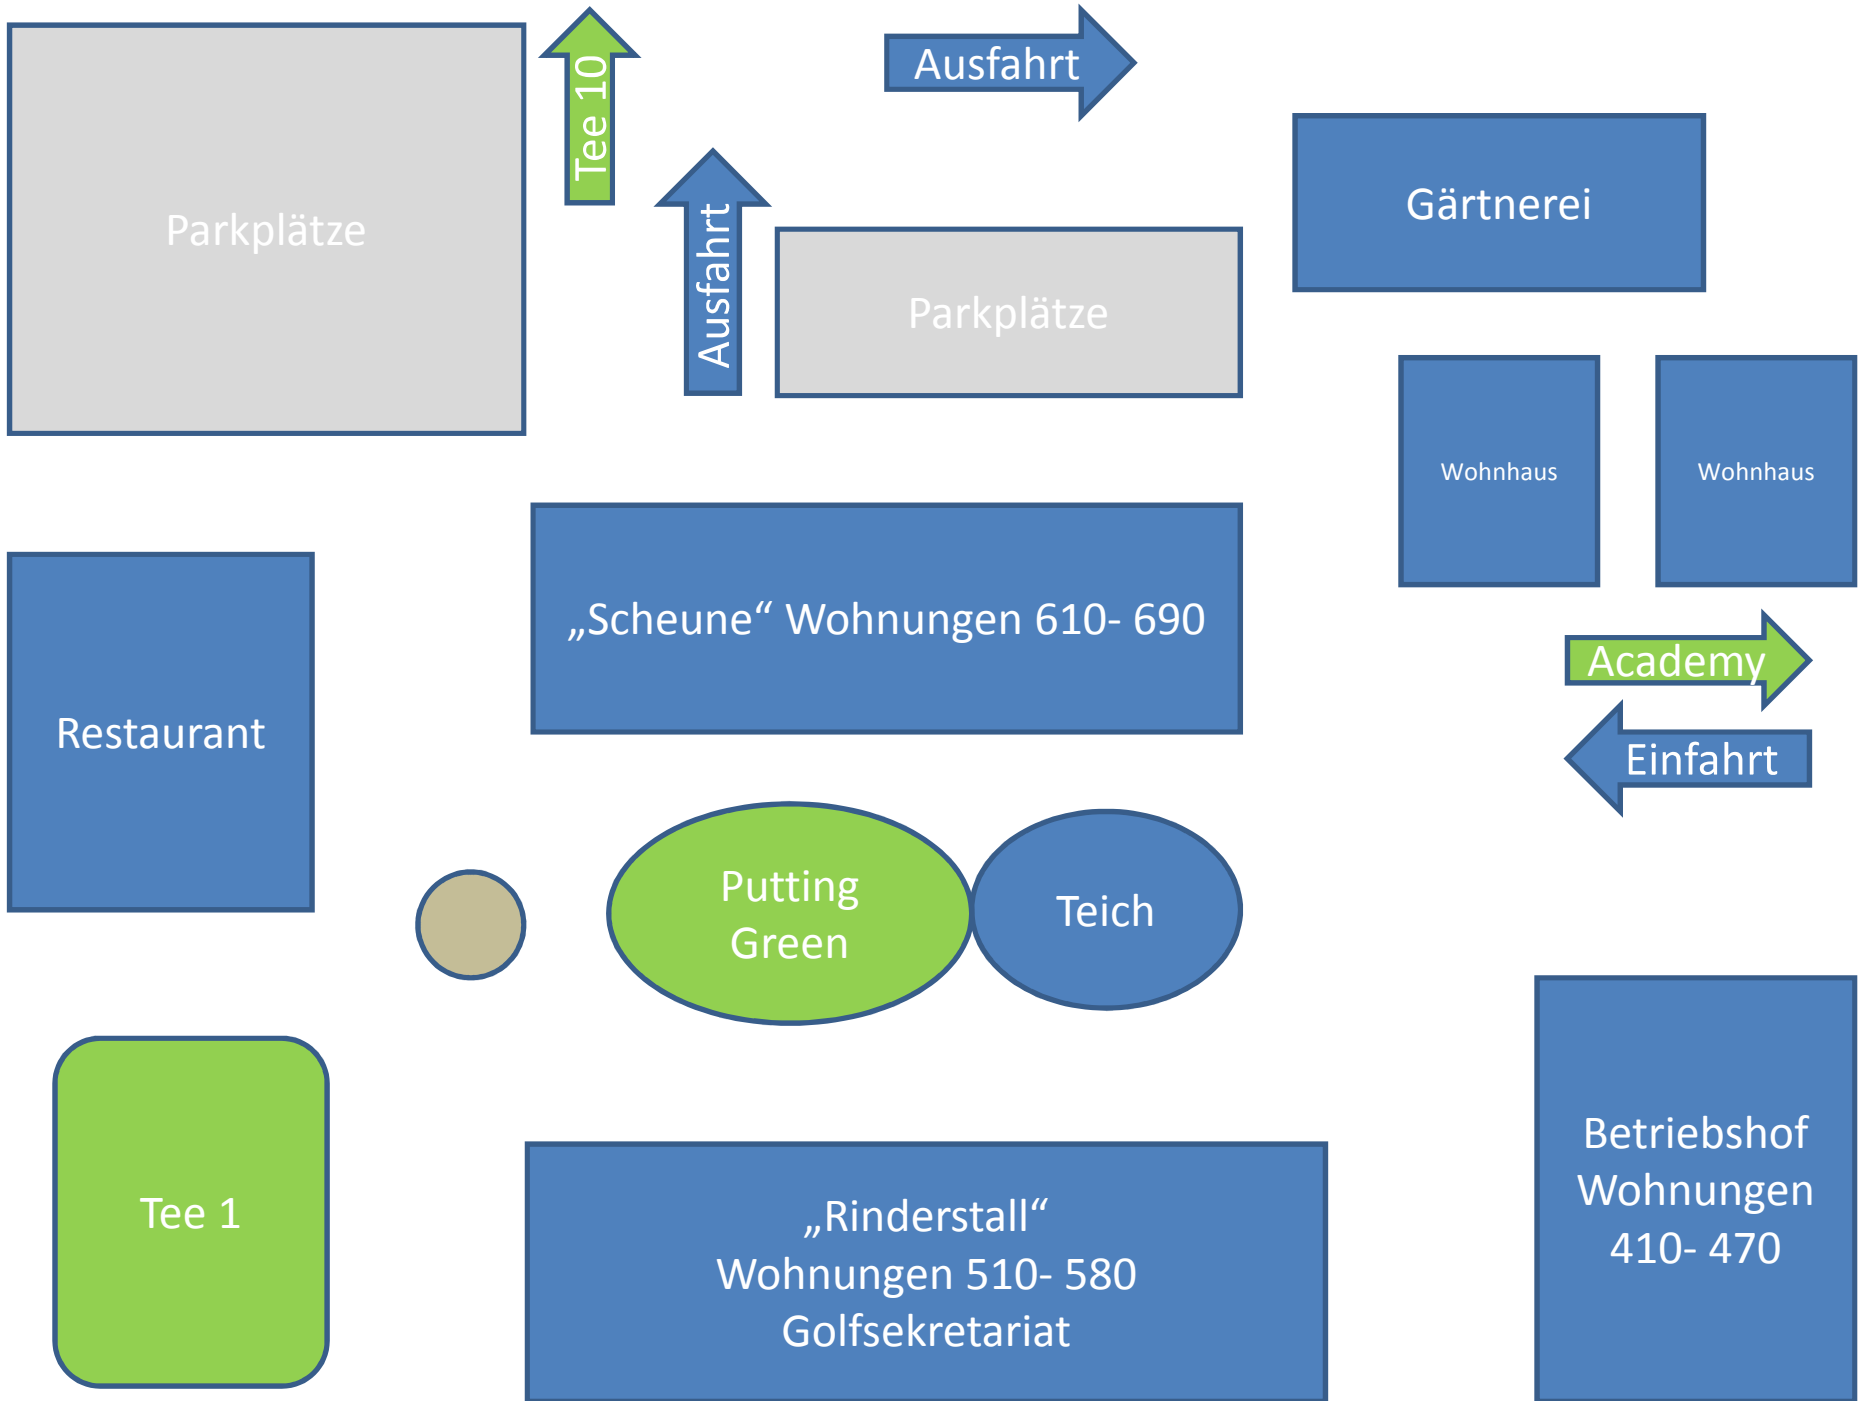 Tee 10
Ausfahrt
Parkplätze
Ausfahrt
Gärtnerei
Parkplätze
Wohnhaus
Wohnhaus
„Scheune“ Wohnungen 610- 690
Restaurant
Academy
Einfahrt
Putting
Green
Teich
Tee 1
„Rinderstall“
Wohnungen 510- 580
Golfsekretariat
Betriebshof
Wohnungen
410- 470